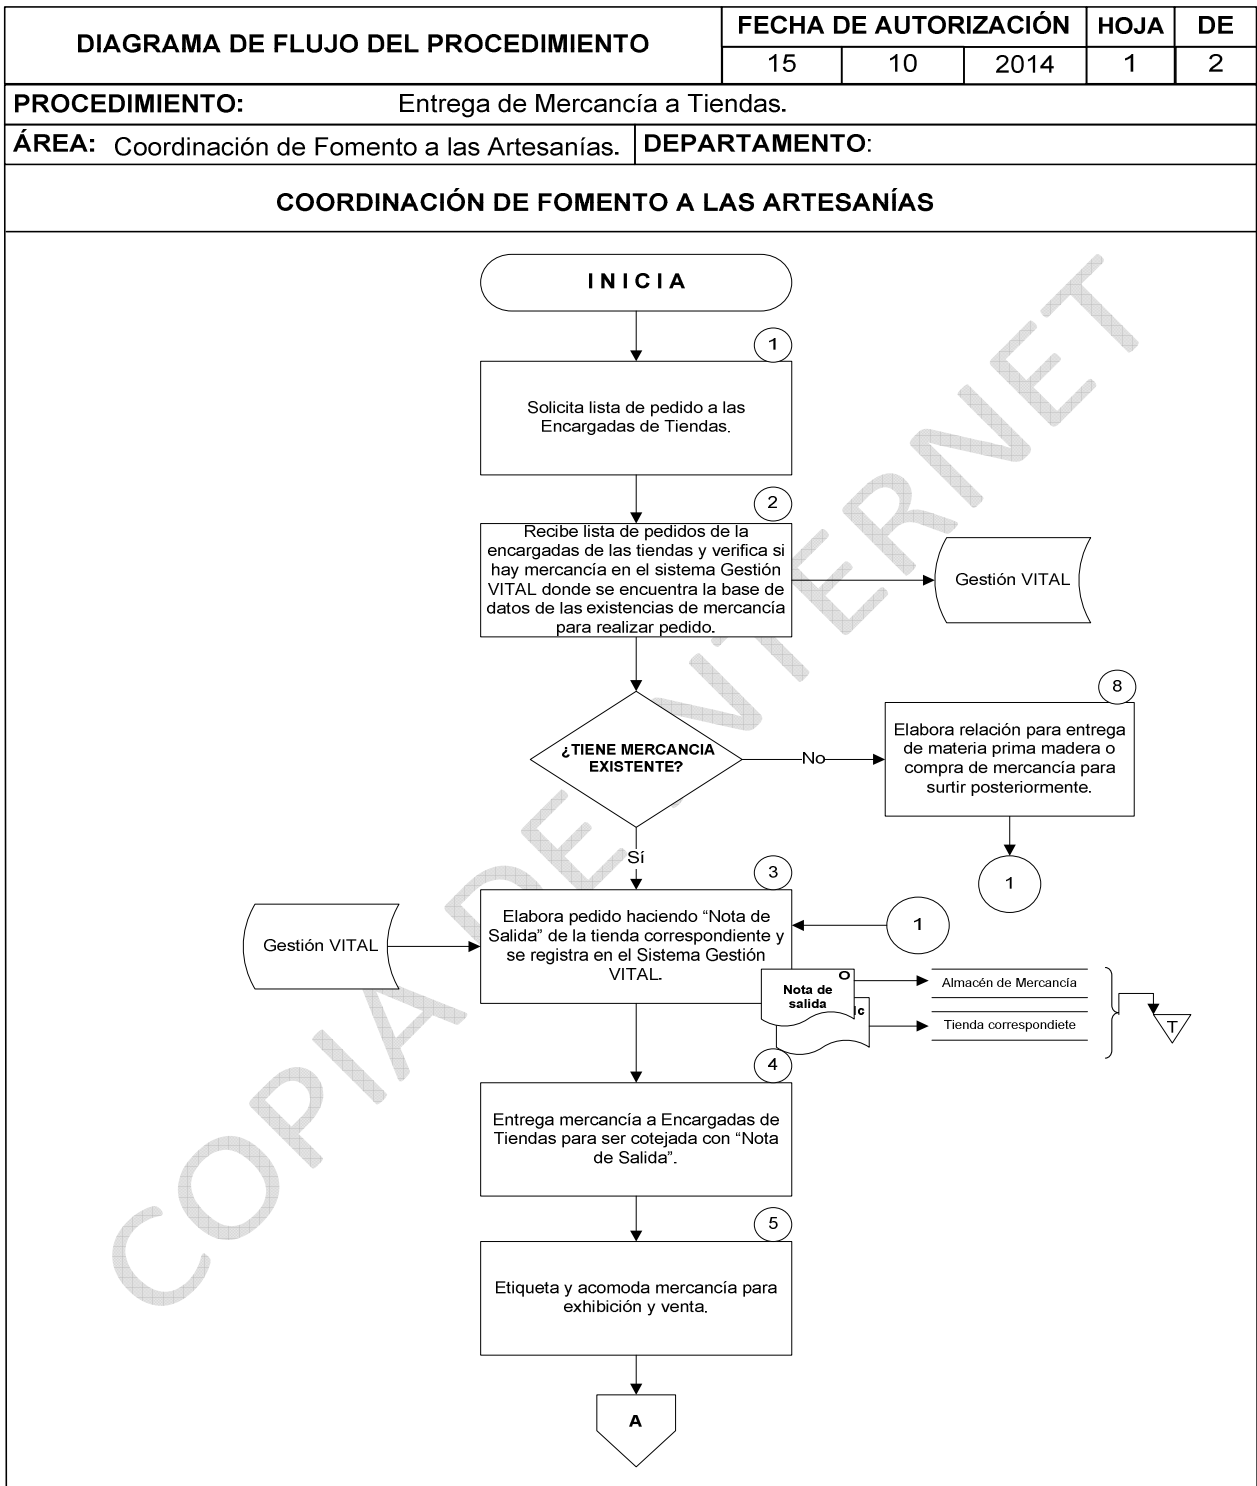 DIAGRAMA DE FLUJO DEL PROCEDIMIENTO
FECHA DE AUTORIZACIÓN
HOJA
DE
15
10
2014
1
2
PROCEDIMIENTO:
Entrega de Mercancía a Tiendas.
ÁREA:
Coordinación de Fomento a las Artesanías.
DEPARTAMENTO:
COORDINACIÓN DE FOMENTO A LAS ARTESANÍAS
INICIA
1
Solicita lista de pedido a las
Encargadas de Tiendas.
2
Recibe lista de pedidos de la
encargadas de las tiendas y verifica si
hay mercancía en el sistema Gestión
VITAL donde se encuentra la base de
datos de las existencias de mercancía
para realizar pedido.
Gestión VITAL
¿TIENE MERCANCIA
EXISTENTE?
No
8
Elabora relación para entrega
de materia prima madera o
compra de mercancía para
surtir posteriormente.
1
Sí
3
Elabora pedido haciendo “Nota de
Salida” de la tienda correspondiente y
se registra en el Sistema Gestión
VITAL.
Gestión VITAL
1
O
Nota de
salida
Ic
Almacén de Mercancía
Tienda correspondiete
T
4
Entrega mercancía a Encargadas de
Tiendas para ser cotejada con “Nota
de Salida”.
5
Etiqueta y acomoda mercancía para
exhibición y venta.
A
COPIA DE INTERNET